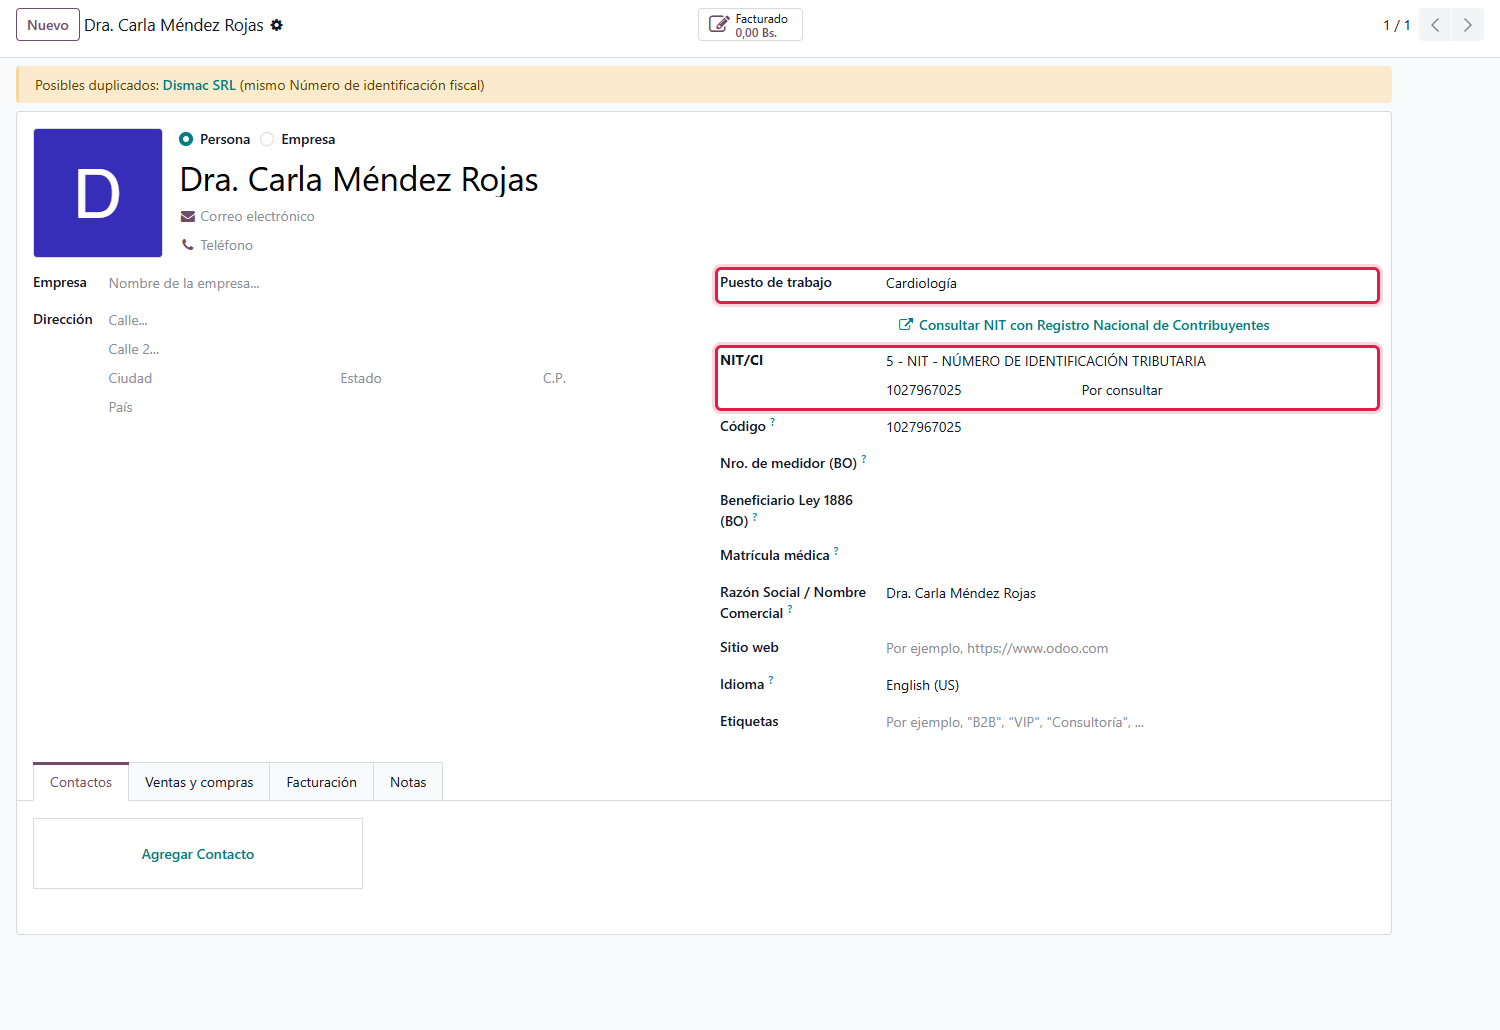 Nuevo Dra. Carla Méndez Rojas
Facturado
0,00 Bs.
1 / 1
Posibles duplicados: Dismac SRL (mismo Número de identificación fiscal)
D
Persona Empresa
Dra. Carla Méndez Rojas
Correo electrónico
Teléfono
Empresa Nombre de la empresa...
Dirección Calle...
Calle 2...
Ciudad Estado C.P.
País
Puesto de trabajo Cardiología
Consultar NIT con Registro Nacional de Contribuyentes
NIT/CI 5 - NIT - NÚMERO DE IDENTIFICACIÓN TRIBUTARIA
1027967025 Por consultar
Código ? 1027967025
Nro. de medidor (BO) ?
Beneficiario Ley 1886
(BO) ?
Matrícula médica ?
Razón Social / Nombre
Comercial ? Dra. Carla Méndez Rojas
Sitio web Por ejemplo, https://www.odoo.com
Idioma ? English (US)
Etiquetas Por ejemplo, "B2B", "VIP", "Consultoría", ...
Contactos Ventas y compras Facturación Notas
Agregar Contacto